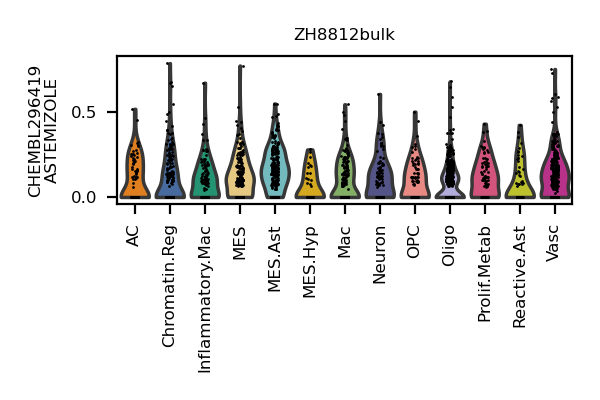 ZH8812bulk
CHEMBL296419
ASTEMIZOLE
0.5
0.0
AC
Chromatin.Reg
Inflammatory.Mac
MES
MES.Ast
MES.Hyp
Mac
Neuron
OPC
Oligo
Prolif.Metab
Reactive.Ast
Vasc